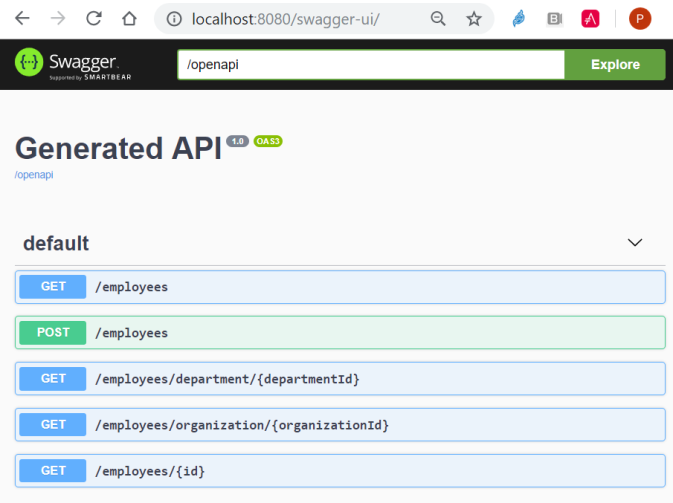 localhost:8080/swagger-ui/
B
P
{··} Swagger.
Supported by SMARTBEAR
/openapi
Explore
Generated API 1.0 OAS3
/openapi
default
GET /employees
POST /employees
GET /employees/department/{departmentId}
GET /employees/organization/{organizationId}
GET /employees/{id}